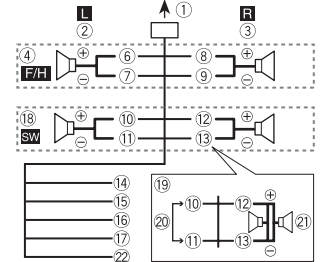 L ① R
② ③
④ ⊕ ⑥ ⑧ ⊕
F/H ⑦ ⑨
⊖ ⊖
⑱ ⊕ ⑩ ⑫ ⊕
SW ⑪ ⑬
⊖ ⊖
⑭
⑮
⑯
⑰
㉒
⑲
⑩ ⑫ ⊕
⑳ ㉑
⑪ ⑬ ⊖